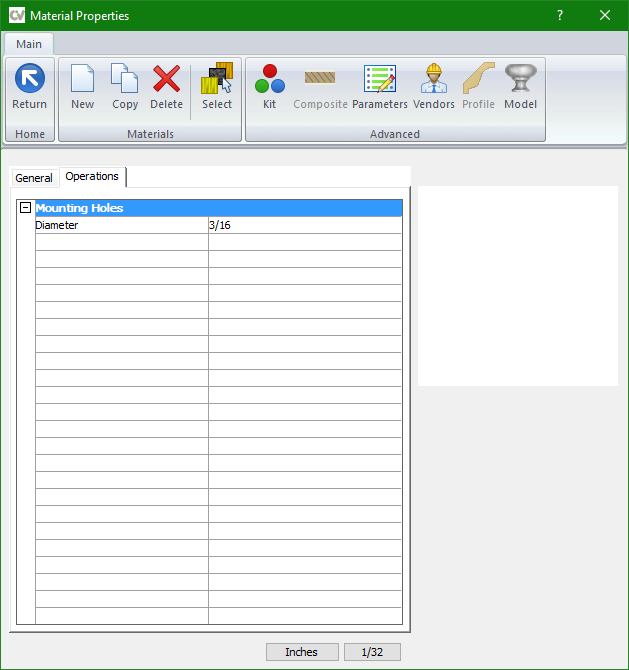 CV Material Properties ?
Main
Return New Copy Delete Select Kit Composite Parameters Vendors Profile Model
Home Materials Advanced
General Operations
Mounting Holes
Diameter 3/16
Inches 1/32